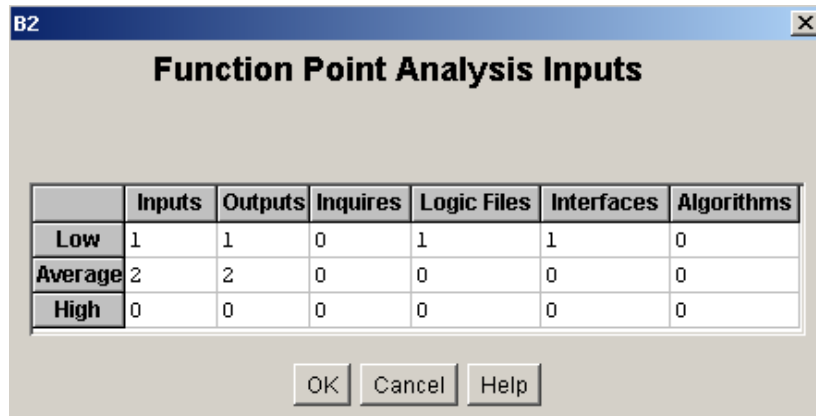 B2
Function Point Analysis Inputs
Inputs Outputs Inquires Logic Files Interfaces Algorithms
Low 1 1 0 1 1 0
Average 2 2 0 0 0 0
High 0 0 0 0 0 0
OK Cancel Help